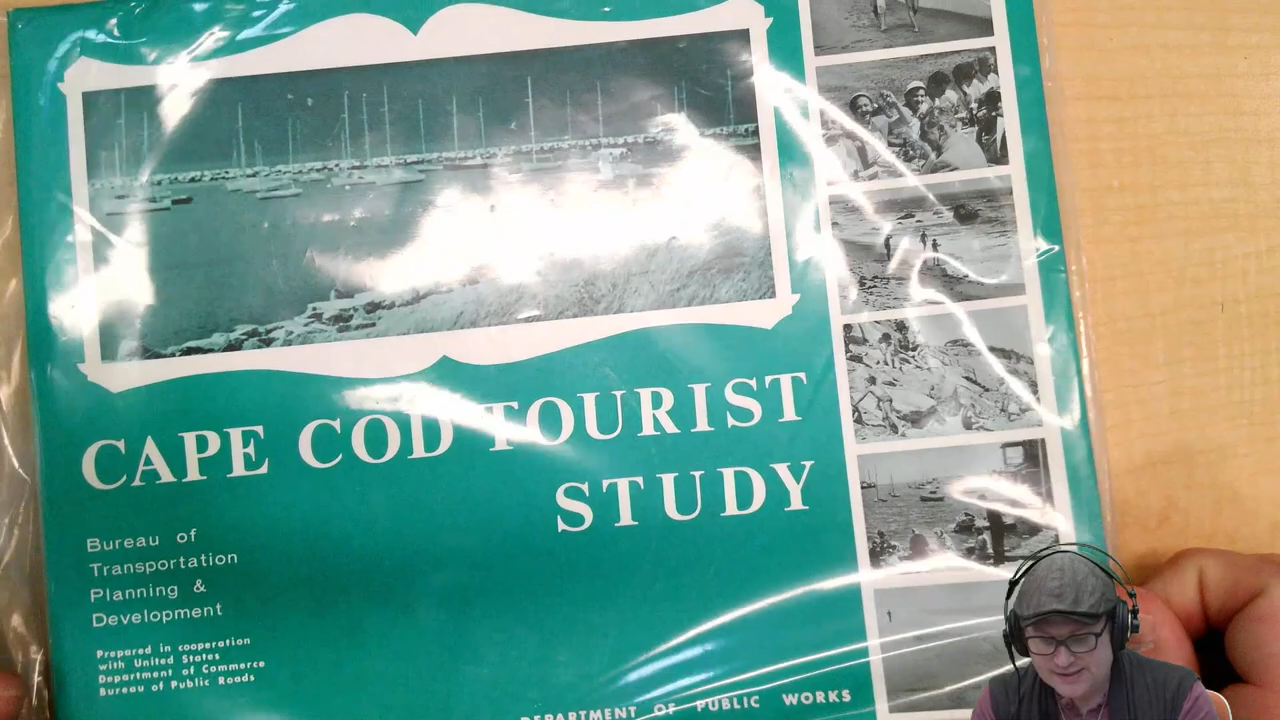 CAPE COD TOURIST
STUDY
Bureau of
Transportation
Planning &
Development
Prepared in cooperation
with United States
Department of Commerce
Bureau of Public Roads
DEPARTMENT OF PUBLIC WORKS